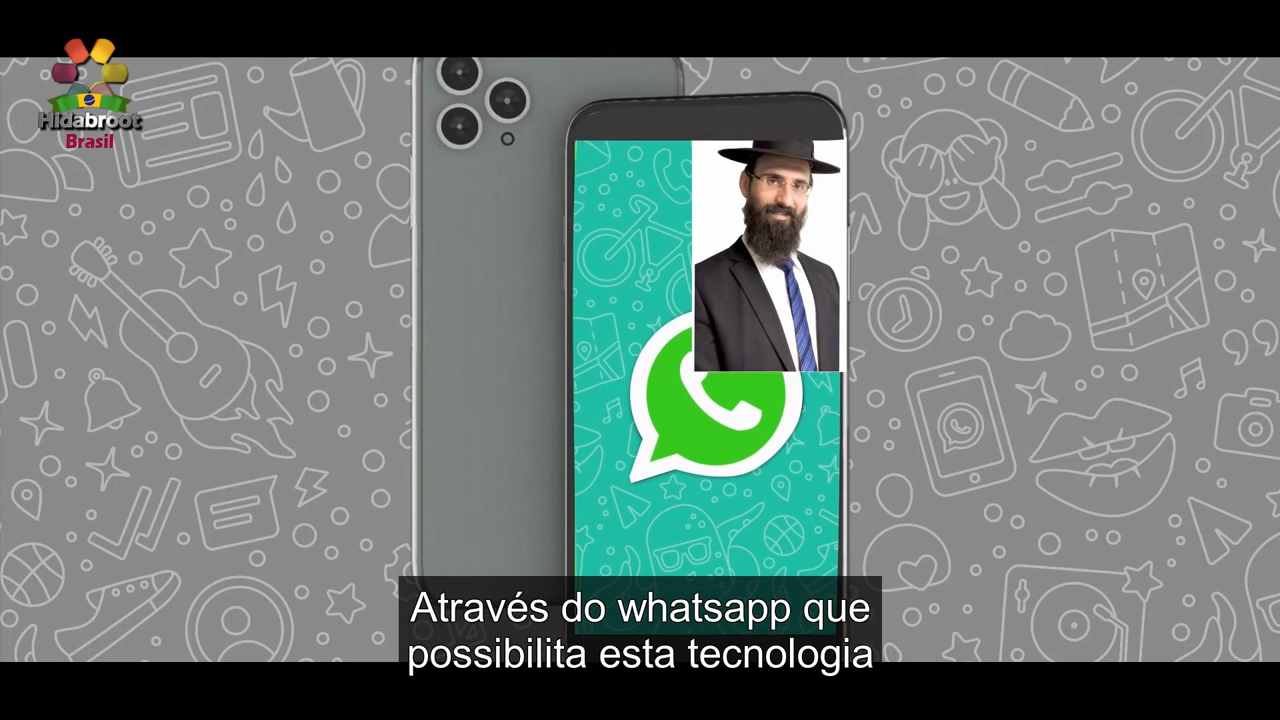 Hidabroot
Brasil
Através do whatsapp que
possibilita esta tecnologia